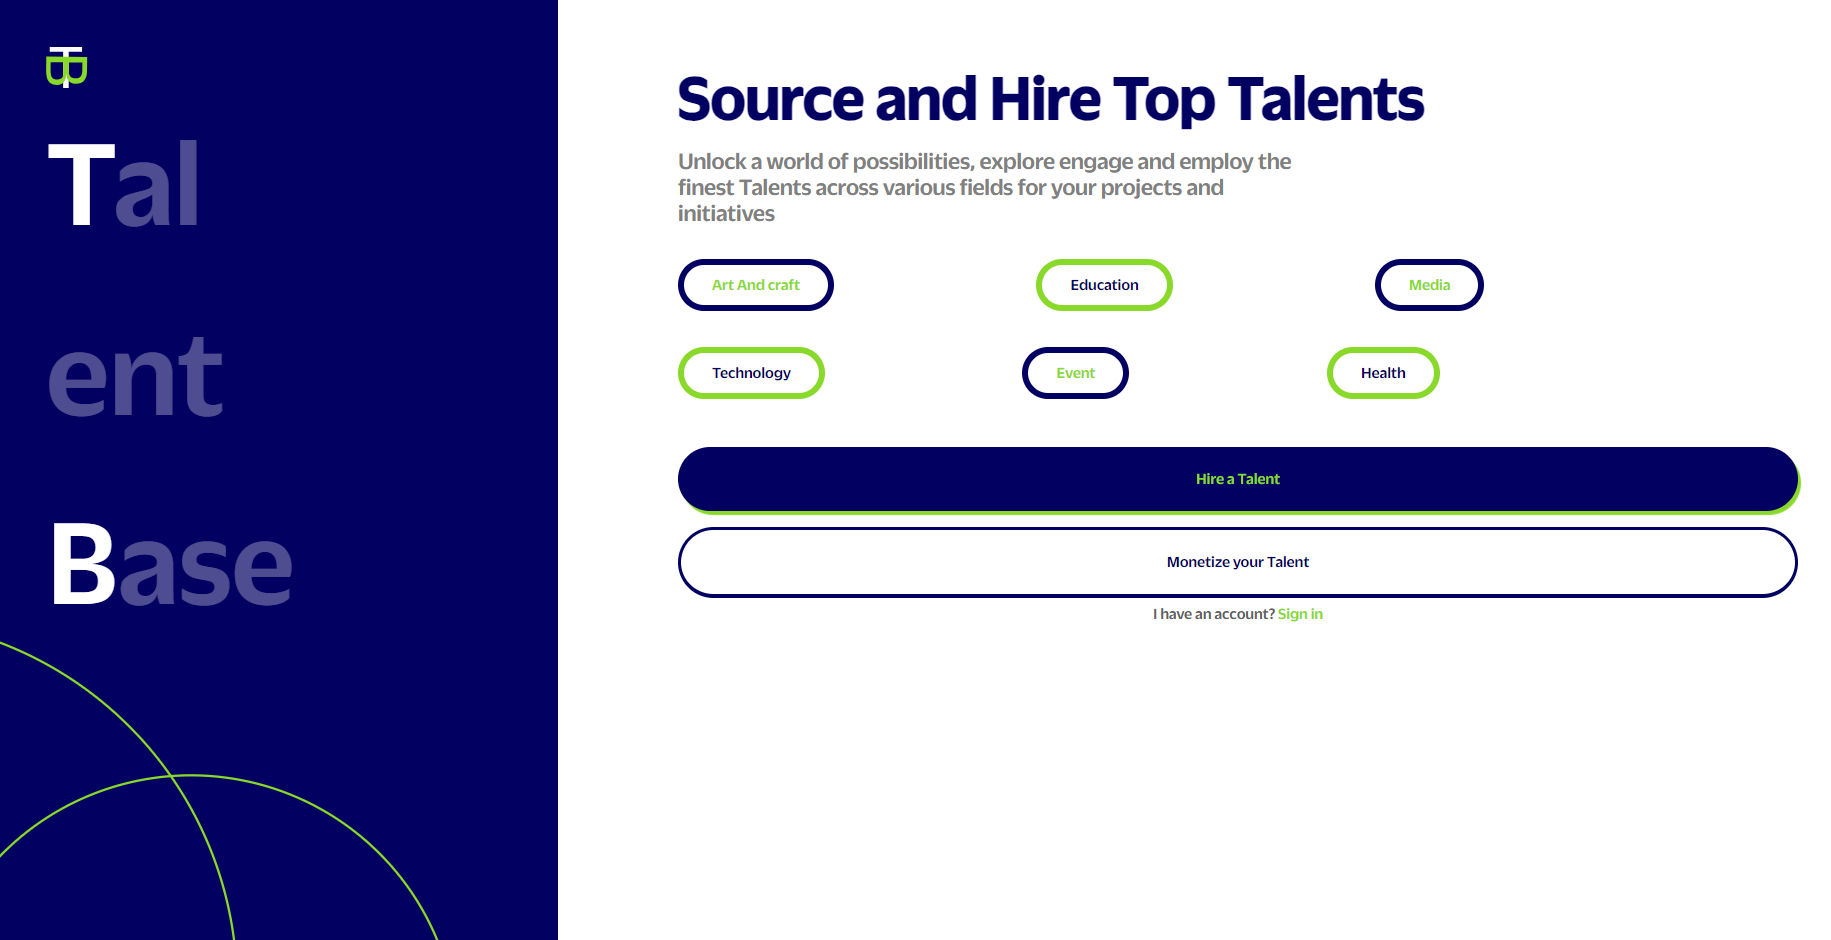 TB
Tal
ent
Base
Source and Hire Top Talents
Unlock a world of possibilities, explore engage and employ the
finest Talents across various fields for your projects and
initiatives
Art And craft
Education
Media
Technology
Event
Health
Hire a Talent
Monetize your Talent
I have an account? Sign in